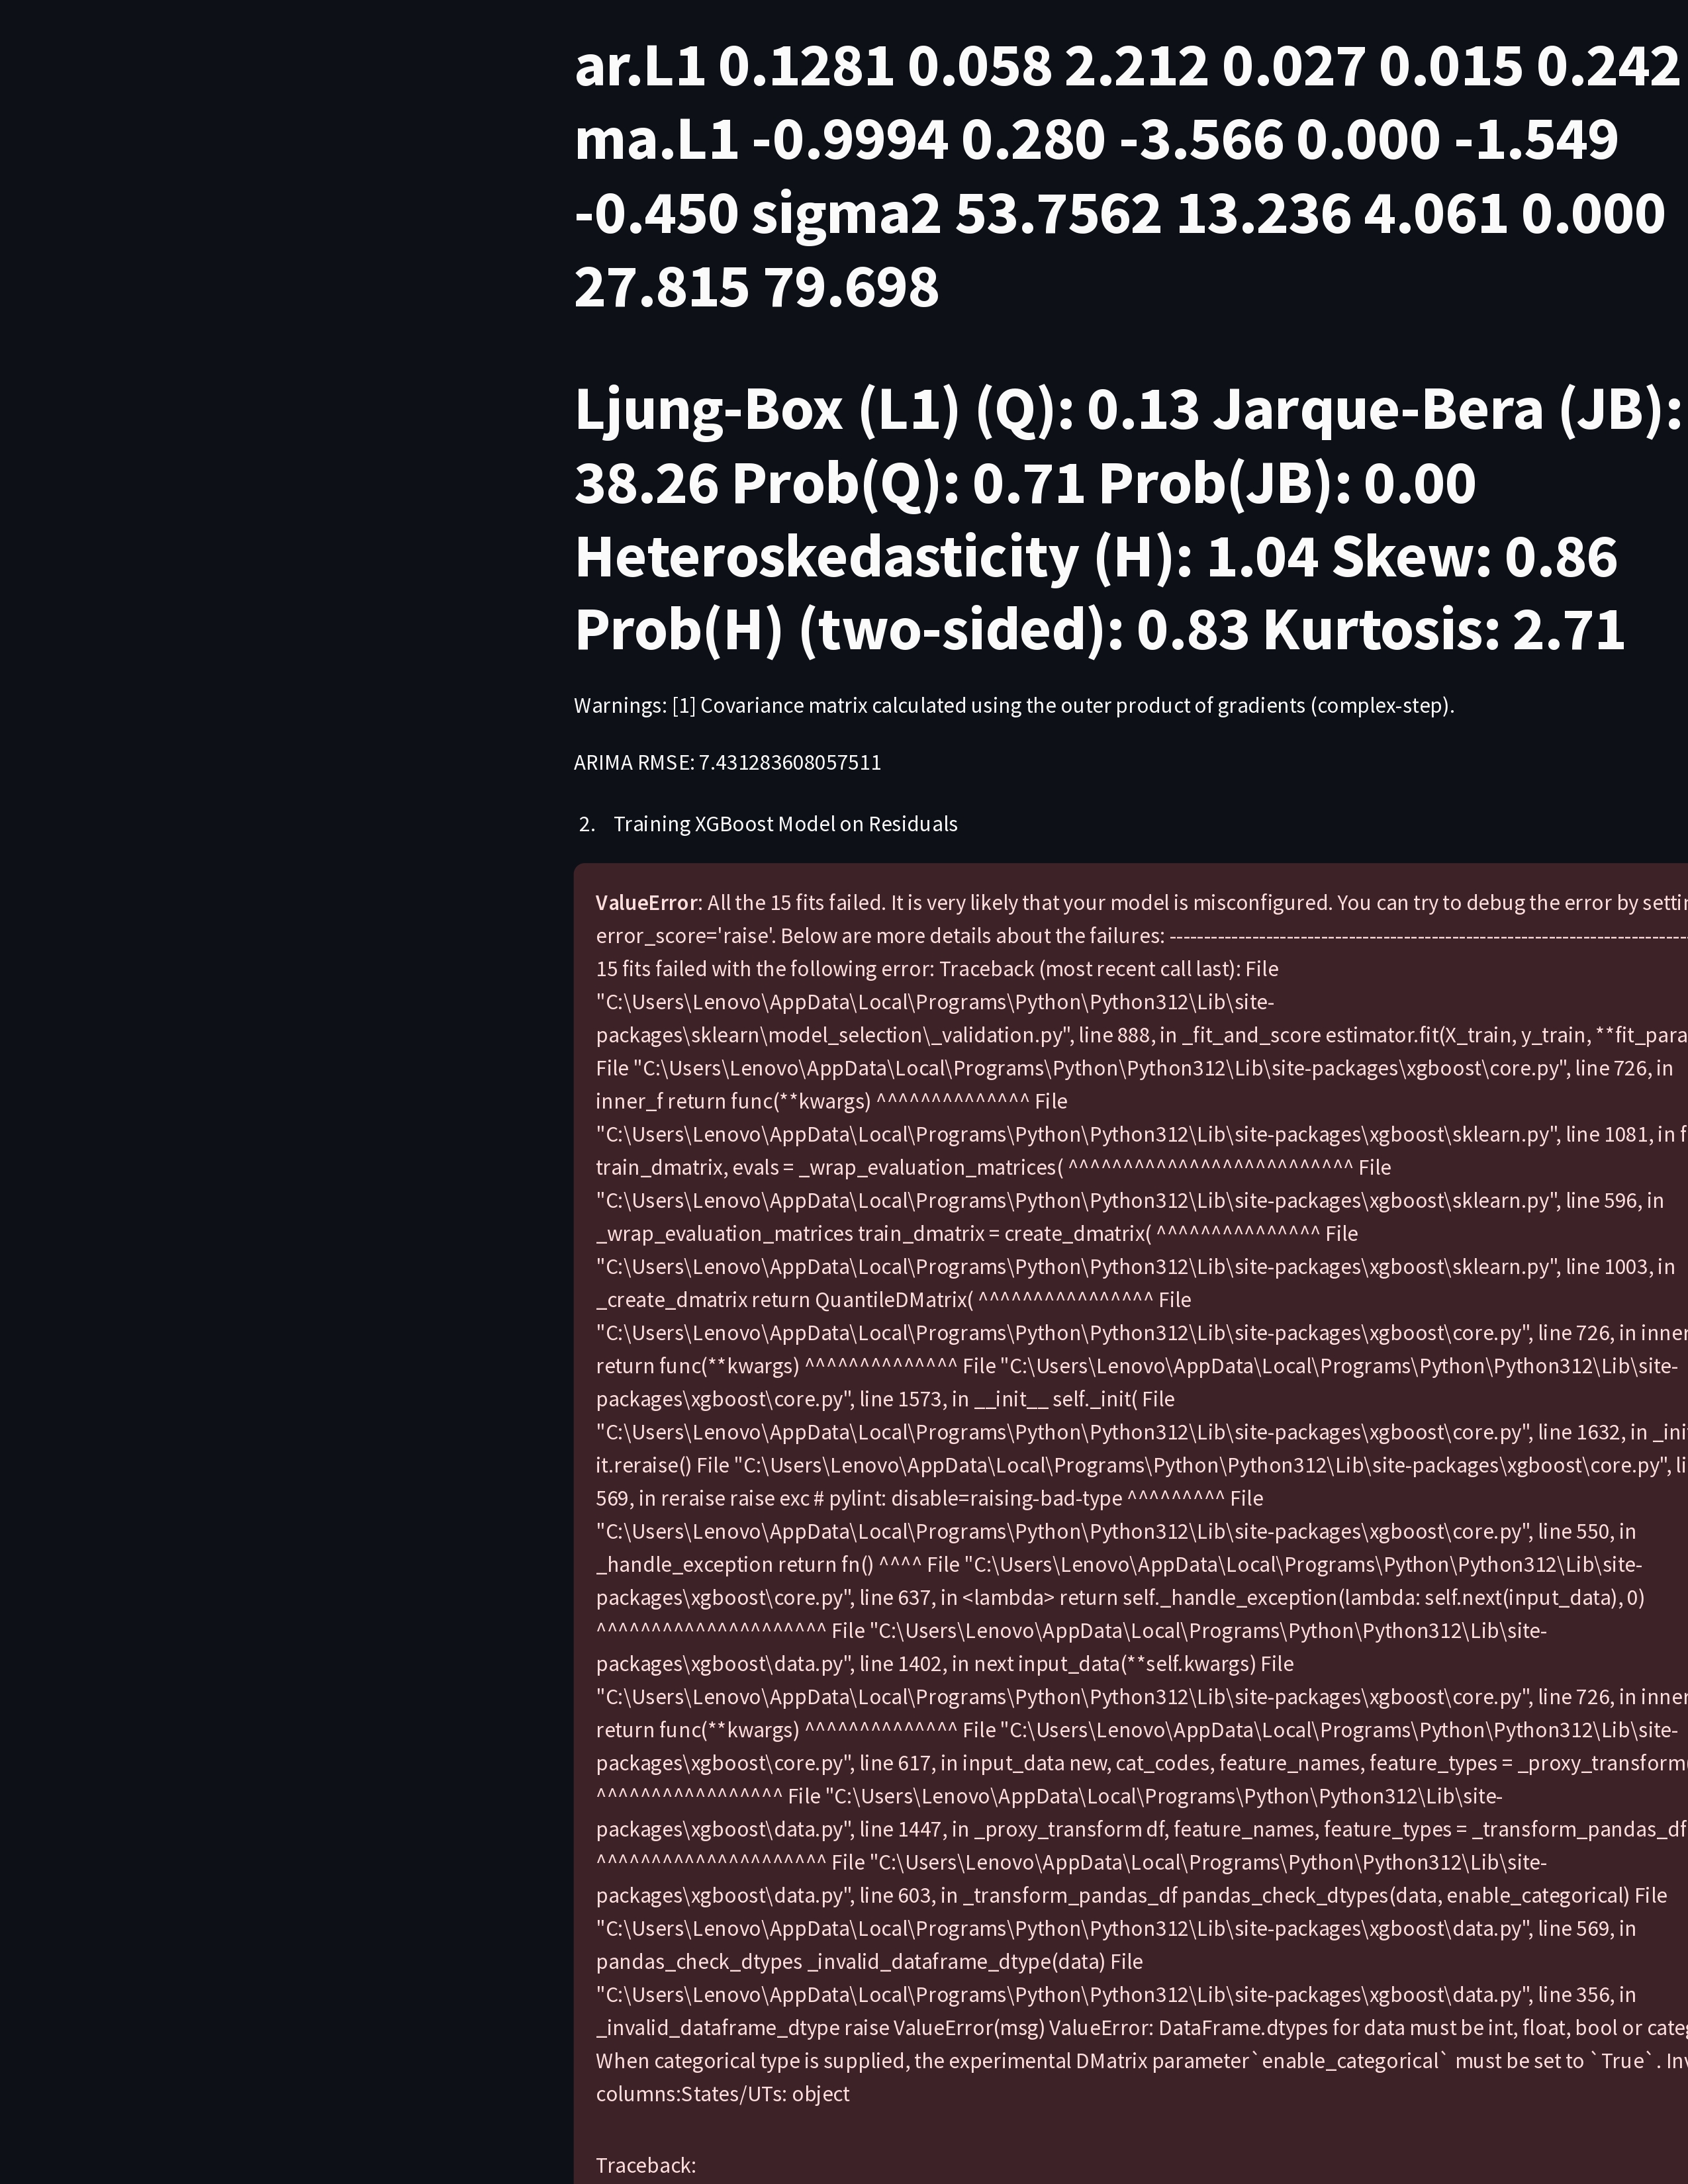 ar.L1 0.1281 0.058 2.212 0.027 0.015 0.242
ma.L1 -0.9994 0.280 -3.566 0.000 -1.549
-0.450 sigma2 53.7562 13.236 4.061 0.000
27.815 79.698
Ljung-Box (L1) (Q): 0.13 Jarque-Bera (JB):
38.26 Prob(Q): 0.71 Prob(JB): 0.00
Heteroskedasticity (H): 1.04 Skew: 0.86
Prob(H) (two-sided): 0.83 Kurtosis: 2.71
Warnings: [1] Covariance matrix calculated using the outer product of gradients (complex-step).
ARIMA RMSE: 7.431283608057511
2. Training XGBoost Model on Residuals
ValueError: All the 15 fits failed. It is very likely that your model is misconfigured. You can try to debug the error by
error_score='raise'. Below are more details about the failures: --------------------------------------------------------------------------------
15 fits failed with the following error: Traceback (most recent call last): File
"C:\Users\Lenovo\AppData\Local\Programs\Python\Python312\Lib\site-
packages\sklearn\model_selection\_validation.py", line 888, in _fit_and_score estimator.fit(X_train, y_train,
File "C:\Users\Lenovo\AppData\Local\Programs\Python\Python312\Lib\site-packages\xgboost\core.py", line 726, in
inner_f return func(**kwargs) ^^^^^^^^^^^^^^ File
"C:\Users\Lenovo\AppData\Local\Programs\Python\Python312\Lib\site-packages\xgboost\sklearn.py", line 1081, in
train_dmatrix, evals = _wrap_evaluation_matrices( ^^^^^^^^^^^^^^^^^^^^^^^^^^ File
"C:\Users\Lenovo\AppData\Local\Programs\Python\Python312\Lib\site-packages\xgboost\sklearn.py", line 596, in
_wrap_evaluation_matrices train_dmatrix = create_dmatrix( ^^^^^^^^^^^^^^^ File
"C:\Users\Lenovo\AppData\Local\Programs\Python\Python312\Lib\site-packages\xgboost\sklearn.py", line 1003, in
_create_dmatrix return QuantileDMatrix( ^^^^^^^^^^^^^^^^ File
"C:\Users\Lenovo\AppData\Local\Programs\Python\Python312\Lib\site-packages\xgboost\core.py", line 726, in
return func(**kwargs) ^^^^^^^^^^^^^^ File "C:\Users\Lenovo\AppData\Local\Programs\Python\Python312\Lib\site-
packages\xgboost\core.py", line 1573, in __init__ self._init( File
"C:\Users\Lenovo\AppData\Local\Programs\Python\Python312\Lib\site-packages\xgboost\core.py", line 1632, in
it.reraise() File "C:\Users\Lenovo\AppData\Local\Programs\Python\Python312\Lib\site-packages\xgboost\core.py",
569, in reraise raise exc # pylint: disable=raising-bad-type ^^^^^^^^^ File
"C:\Users\Lenovo\AppData\Local\Programs\Python\Python312\Lib\site-packages\xgboost\core.py", line 550, in
_handle_exception return fn() ^^^^ File "C:\Users\Lenovo\AppData\Local\Programs\Python\Python312\Lib\site-
packages\xgboost\core.py", line 637, in <lambda> return self._handle_exception(lambda: self.next(input_data), 0)
^^^^^^^^^^^^^^^^^^^^^ File "C:\Users\Lenovo\AppData\Local\Programs\Python\Python312\Lib\site-
packages\xgboost\data.py", line 1402, in next input_data(**self.kwargs) File
"C:\Users\Lenovo\AppData\Local\Programs\Python\Python312\Lib\site-packages\xgboost\core.py", line 726, in
return func(**kwargs) ^^^^^^^^^^^^^^ File "C:\Users\Lenovo\AppData\Local\Programs\Python\Python312\Lib\site-
packages\xgboost\core.py", line 617, in input_data new, cat_codes, feature_names, feature_types = _proxy_transform
^^^^^^^^^^^^^^^^^ File "C:\Users\Lenovo\AppData\Local\Programs\Python\Python312\Lib\site-
packages\xgboost\data.py", line 1447, in _proxy_transform df, feature_names, feature_types = _transform_pandas_df
^^^^^^^^^^^^^^^^^^^^^ File "C:\Users\Lenovo\AppData\Local\Programs\Python\Python312\Lib\site-
packages\xgboost\data.py", line 603, in _transform_pandas_df pandas_check_dtypes(data, enable_categorical) File
"C:\Users\Lenovo\AppData\Local\Programs\Python\Python312\Lib\site-packages\xgboost\data.py", line 569, in
pandas_check_dtypes _invalid_dataframe_dtype(data) File
"C:\Users\Lenovo\AppData\Local\Programs\Python\Python312\Lib\site-packages\xgboost\data.py", line 356, in
_invalid_dataframe_dtype raise ValueError(msg) ValueError: DataFrame.dtypes for data must be int, float, bool or
When categorical type is supplied, the experimental DMatrix parameter`enable_categorical` must be set to `True`.
columns:States/UTs: object
Traceback: